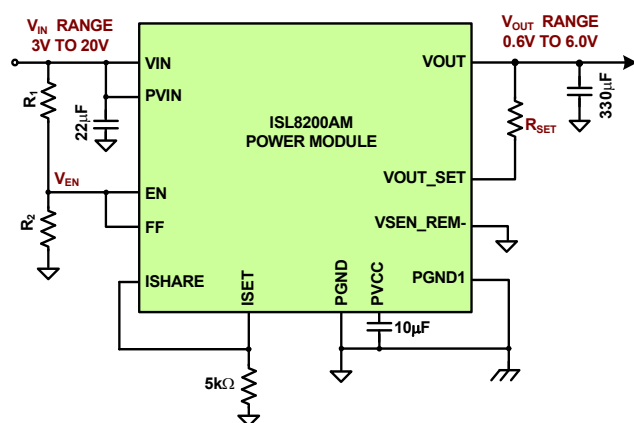 VIN RANGE
3V TO 20V
VOUT RANGE
0.6V TO 6.0V
VIN
VOUT
PVIN
R1
22µF
330µF
ISL8200AM
POWER MODULE
RSET
VEN
EN
VOUT_SET
FF
R2
VSEN_REM-
ISHARE
ISET
PGND
PVCC
PGND1
10µF
5kΩ